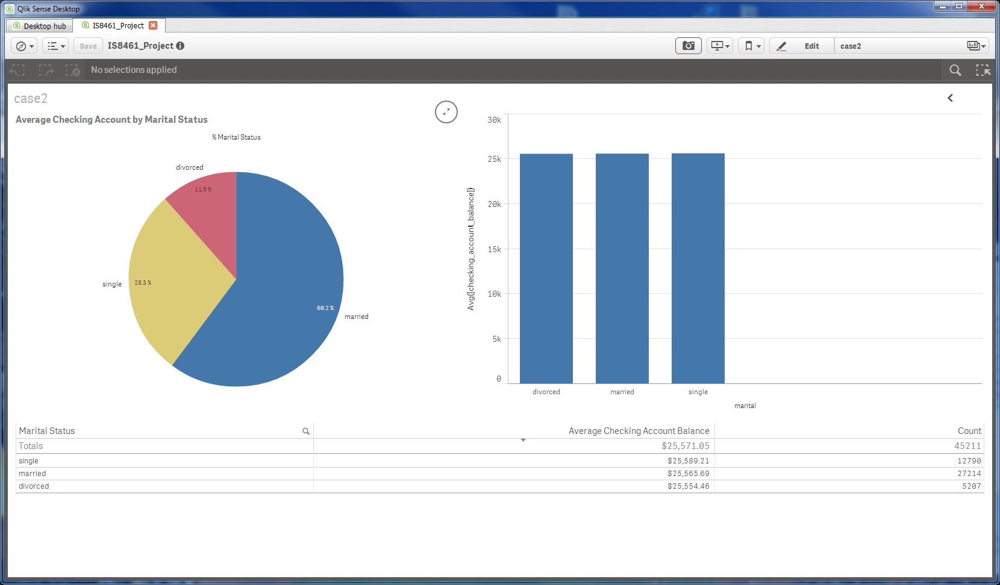 Qlik Sense Desktop
Desktop hub
IS8461_Project
Save
IS8461_Project
Edit
case2
No selections applied
case2
Average Checking Account by Marital Status
% Marital Status
divorced
11.5 %
single
28.3 %
60.2 %
married
30k
25k
20k
15k
10k
5k
0
Avg([checking_account_balance])
divorced married single
marital
Marital Status Average Checking Account Balance Count
Totals $25,571.05 45211
single $25,589.21 12790
married $25,565.69 27214
divorced $25,554.46 5207